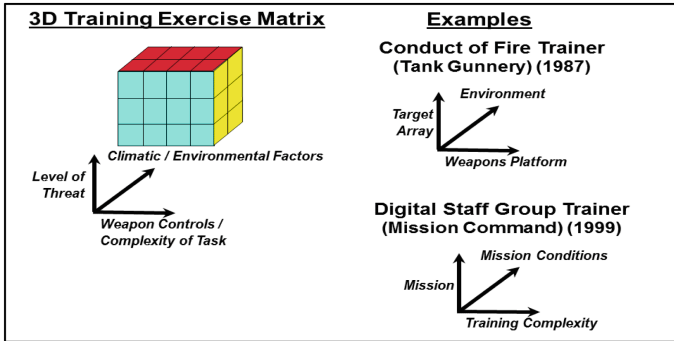 3D Training Exercise Matrix
Climatic / Environmental Factors
Level of
Threat
Weapon Controls /
Complexity of Task
Examples
Conduct of Fire Trainer
(Tank Gunnery) (1987)
Environment
Target
Array
Weapons Platform
Digital Staff Group Trainer
(Mission Command) (1999)
Mission Conditions
Mission
Training Complexity